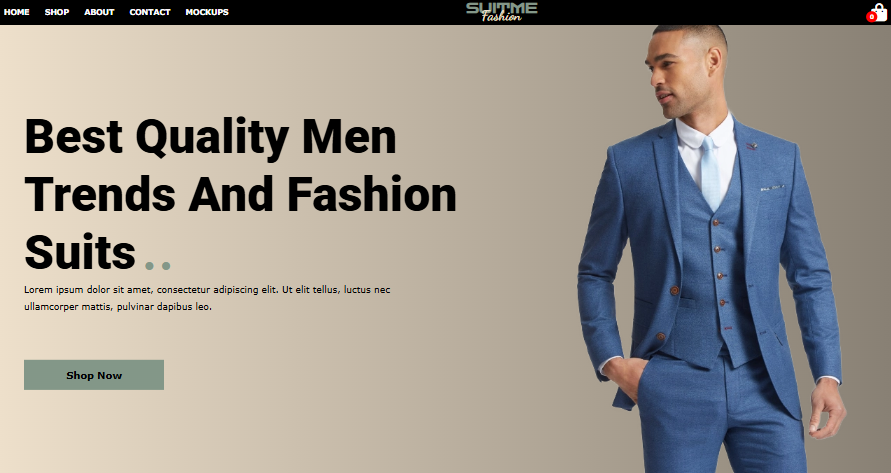 HOME SHOP ABOUT CONTACT MOCKUPS
SUITME
Fashion
0
Best Quality Men
Trends And Fashion
Suits . .
Lorem ipsum dolor sit amet, consectetur adipiscing elit. Ut elit tellus, luctus nec
ullamcorper mattis, pulvinar dapibus leo.
Shop Now